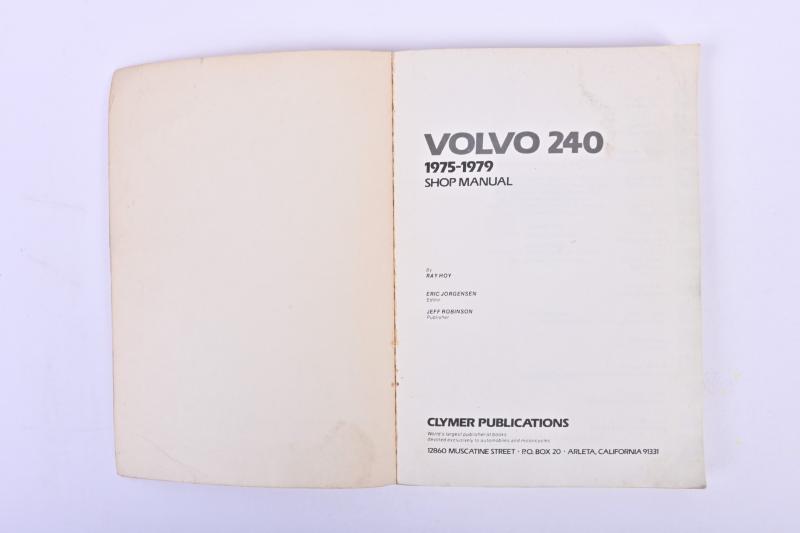 VOLVO 240
1975-1979
SHOP MANUAL
By
RAY HOY
ERIC JORGENSEN
Editor
JEFF ROBINSON
Publisher
CLYMER PUBLICATIONS
World's largest publisher of books
devoted exclusively to automobiles and motorcycles
12860 MUSCATINE STREET · P.O. BOX 20 · ARLETA, CALIFORNIA 91331